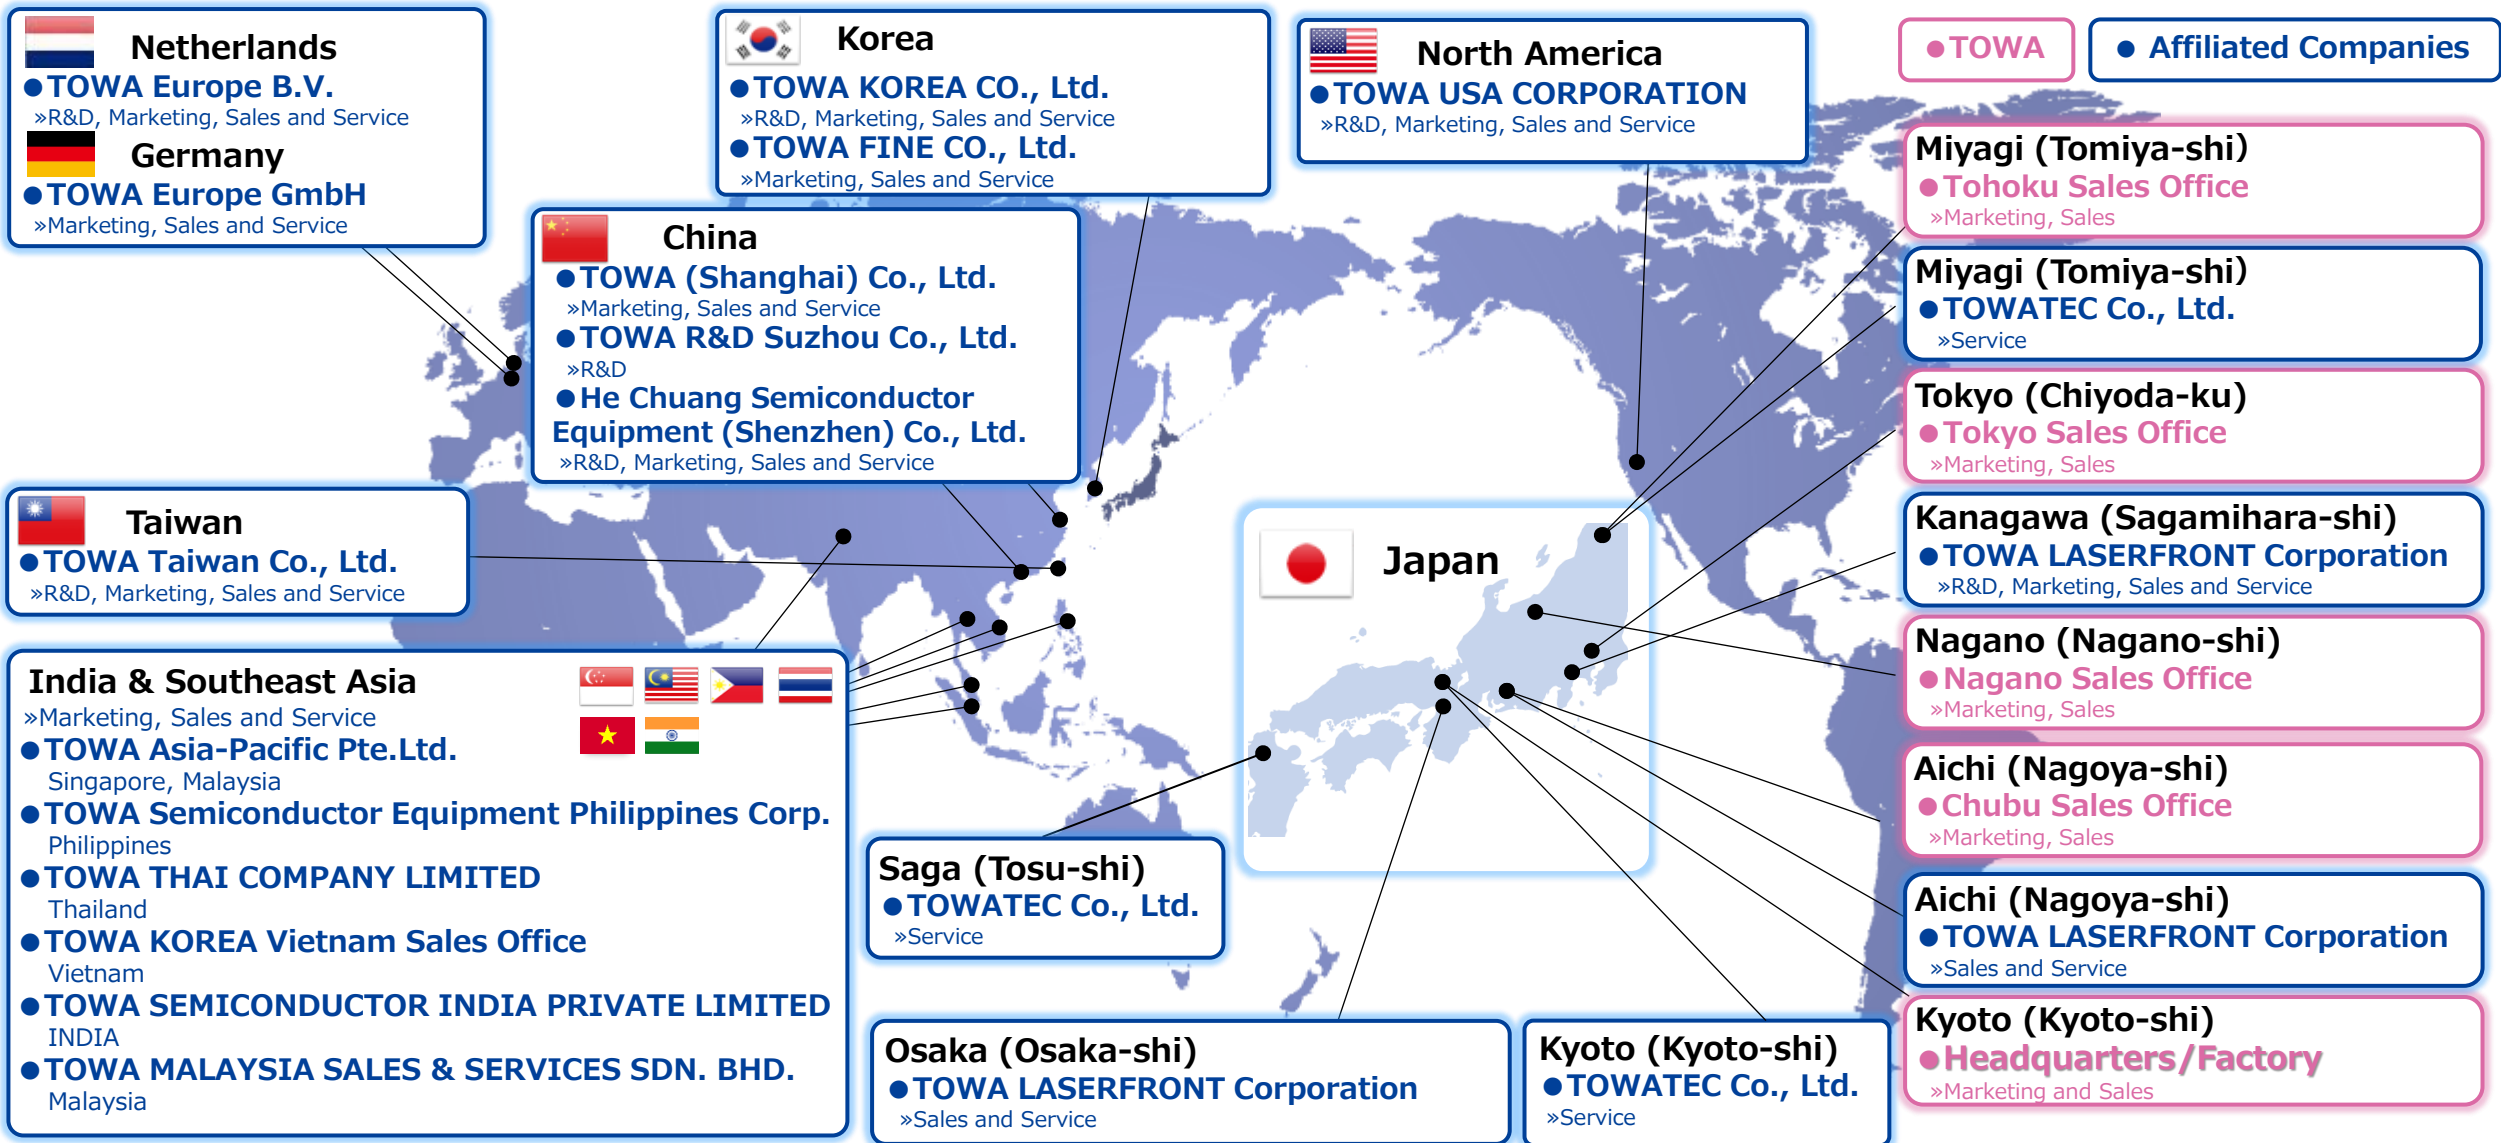 Netherlands
●TOWA Europe B.V.
»R&D, Marketing, Sales and Service
Germany
●TOWA Europe GmbH
»Marketing, Sales and Service
Korea
●TOWA KOREA CO., Ltd.
»R&D, Marketing, Sales and Service
●TOWA FINE CO., Ltd.
»Marketing, Sales and Service
North America
●TOWA USA CORPORATION
»R&D, Marketing, Sales and Service
●TOWA
● Affiliated Companies
China
●TOWA (Shanghai) Co., Ltd.
»Marketing, Sales and Service
●TOWA R&D Suzhou Co., Ltd.
»R&D
●He Chuang Semiconductor
Equipment (Shenzhen) Co., Ltd.
»R&D, Marketing, Sales and Service
Taiwan
●TOWA Taiwan Co., Ltd.
»R&D, Marketing, Sales and Service
India & Southeast Asia
»Marketing, Sales and Service
●TOWA Asia-Pacific Pte.Ltd.
Singapore, Malaysia
●TOWA Semiconductor Equipment Philippines Corp.
Philippines
●TOWA THAI COMPANY LIMITED
Thailand
●TOWA KOREA Vietnam Sales Office
Vietnam
●TOWA SEMICONDUCTOR INDIA PRIVATE LIMITED
INDIA
●TOWA MALAYSIA SALES & SERVICES SDN. BHD.
Malaysia
Japan
Saga (Tosu-shi)
●TOWATEC Co., Ltd.
»Service
Osaka (Osaka-shi)
●TOWA LASERFRONT Corporation
»Sales and Service
Kyoto (Kyoto-shi)
●TOWATEC Co., Ltd.
»Service
Miyagi (Tomiya-shi)
●Tohoku Sales Office
»Marketing, Sales
Miyagi (Tomiya-shi)
●TOWATEC Co., Ltd.
»Service
Tokyo (Chiyoda-ku)
●Tokyo Sales Office
»Marketing, Sales
Kanagawa (Sagamihara-shi)
●TOWA LASERFRONT Corporation
»R&D, Marketing, Sales and Service
Nagano (Nagano-shi)
●Nagano Sales Office
»Marketing, Sales
Aichi (Nagoya-shi)
●Chubu Sales Office
»Marketing, Sales
Aichi (Nagoya-shi)
●TOWA LASERFRONT Corporation
»Sales and Service
Kyoto (Kyoto-shi)
●Headquarters/Factory
»Marketing and Sales